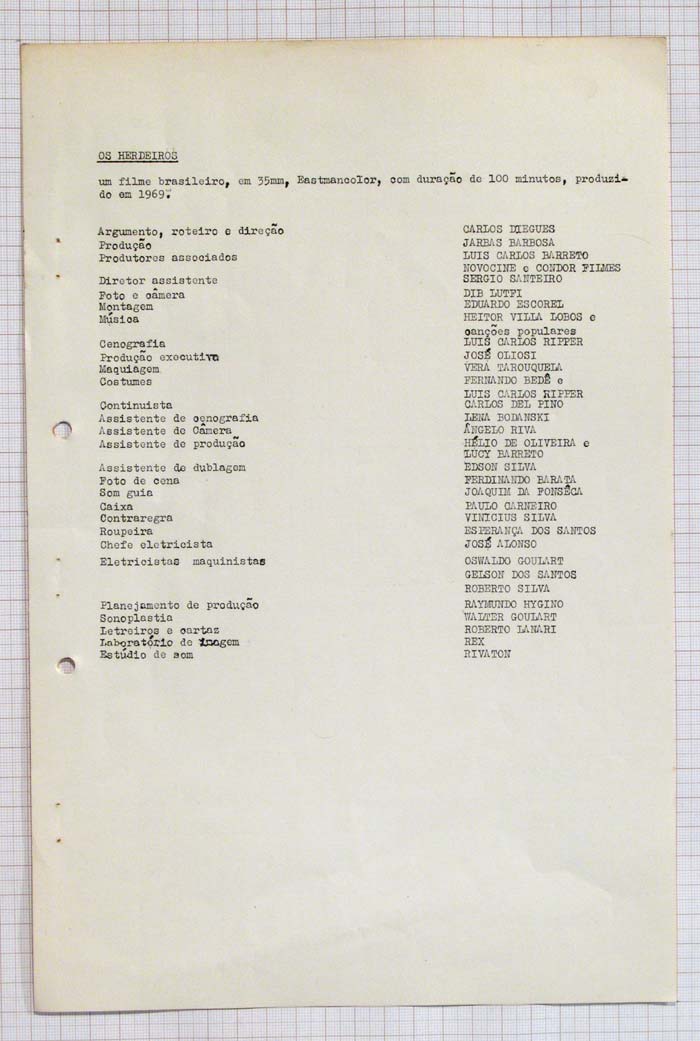 OS HERDEIROS
um filme brasileiro, em 35mm, Eastmancolor, com duração de 100 minutos, produzi-
do em 1969.
Argumento, roteiro e direção CARLOS DIEGUES
Produção JARBAS BARBOSA
Produtores associados LUIS CARLOS BARRETO
NOVOCINE e CONDOR FILMES
Diretor assistente SERGIO SANTEIRO
Foto e câmera DIB LUTFI
Montagem EDUARDO ESCOREL
Música HEITOR VILLA LOBOS e
canções populares
Cenografia LUIS CARLOS RIPPER
Produção executiva JOSÉ OLIOSI
Maquiagem VERA TAROUQUELA
Costumes FERNANDO BEDÊ e
LUIS CARLOS RIPPER
Continuista CARLOS DEL PINO
Assistente de cenografia LENA BODANSKI
Assistente de Câmera ÂNGELO RIVA
Assistente de produção HÉLIO DE OLIVEIRA e
LUCY BARRETO
Assistente de dublagem EDSON SILVA
Foto de cena FERDINANDO BARATA
Som guia JOAQUIM DA FONSÊCA
Caixa PAULO CARNEIRO
Contraregra VINICIUS SILVA
Roupeira ESPERANÇA DOS SANTOS
Chefe eletricista JOSÉ ALONSO
Eletricistas maquinistas OSWALDO GOULART
GELSON DOS SANTOS
ROBERTO SILVA
Planejamento de produção RAYMUNDO HYGINO
Sonoplastia WALTER GOULART
Letreiros e cartaz ROBERTO LANARI
Laboratório de imagem REX
Estúdio de som RIVATON